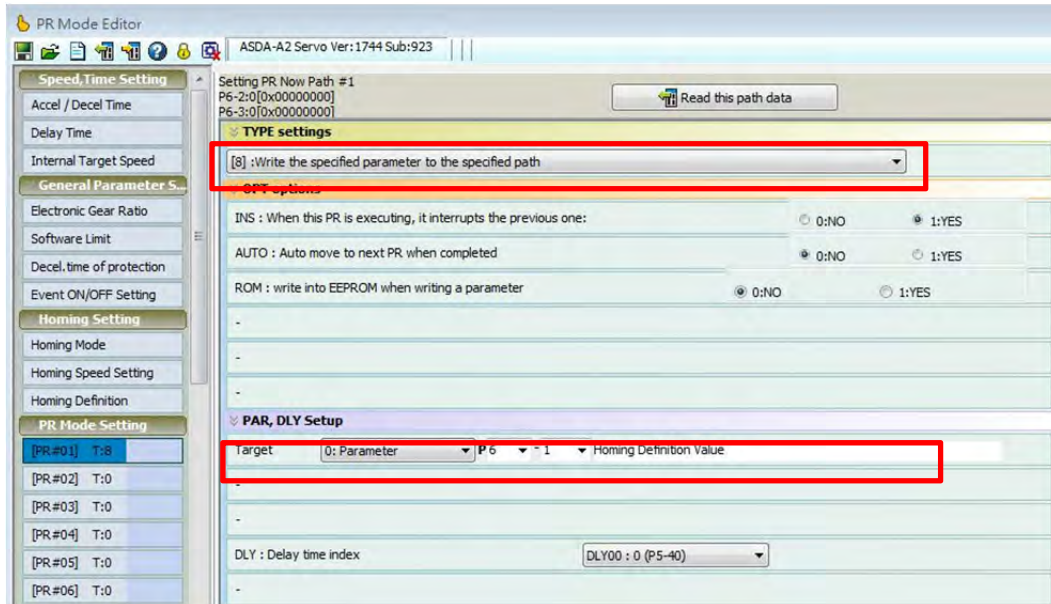 PR Mode Editor
ASDA-A2 Servo Ver:1744 Sub:923
Speed,Time Setting
Accel / Decel Time
Delay Time
Internal Target Speed
General Parameter S...
Electronic Gear Ratio
Software Limit
Decel.time of protection
Event ON/OFF Setting
Homing Setting
Homing Mode
Homing Speed Setting
Homing Definition
PR Mode Setting
[PR#01] T:8
[PR#02] T:0
[PR#03] T:0
[PR#04] T:0
[PR#05] T:0
[PR#06] T:0
Setting PR Now Path #1
P6-2:0[0x00000000]
P6-3:0[0x00000000]
Read this path data
TYPE settings
[8] :Write the specified parameter to the specified path
OPT options
INS : When this PR is executing, it interrupts the previous one: 0:NO 1:YES
AUTO : Auto move to next PR when completed 0:NO 1:YES
ROM : write into EEPROM when writing a parameter 0:NO 1:YES
-
-
-
PAR, DLY Setup
Target 0: Parameter P 6 - 1 Homing Definition Value
-
-
DLY : Delay time index DLY00 : 0 (P5-40)
-